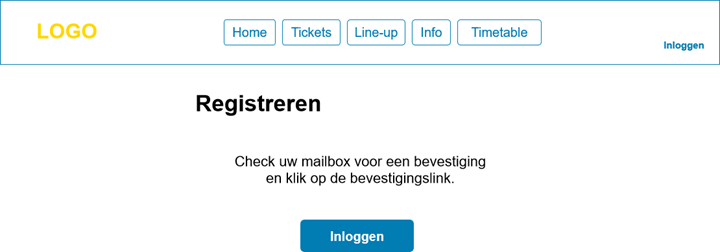 LOGO
Home
Tickets
Line-up
Info
Timetable
Inloggen
Registreren
Check uw mailbox voor een bevestiging
en klik op de bevestigingslink.
Inloggen